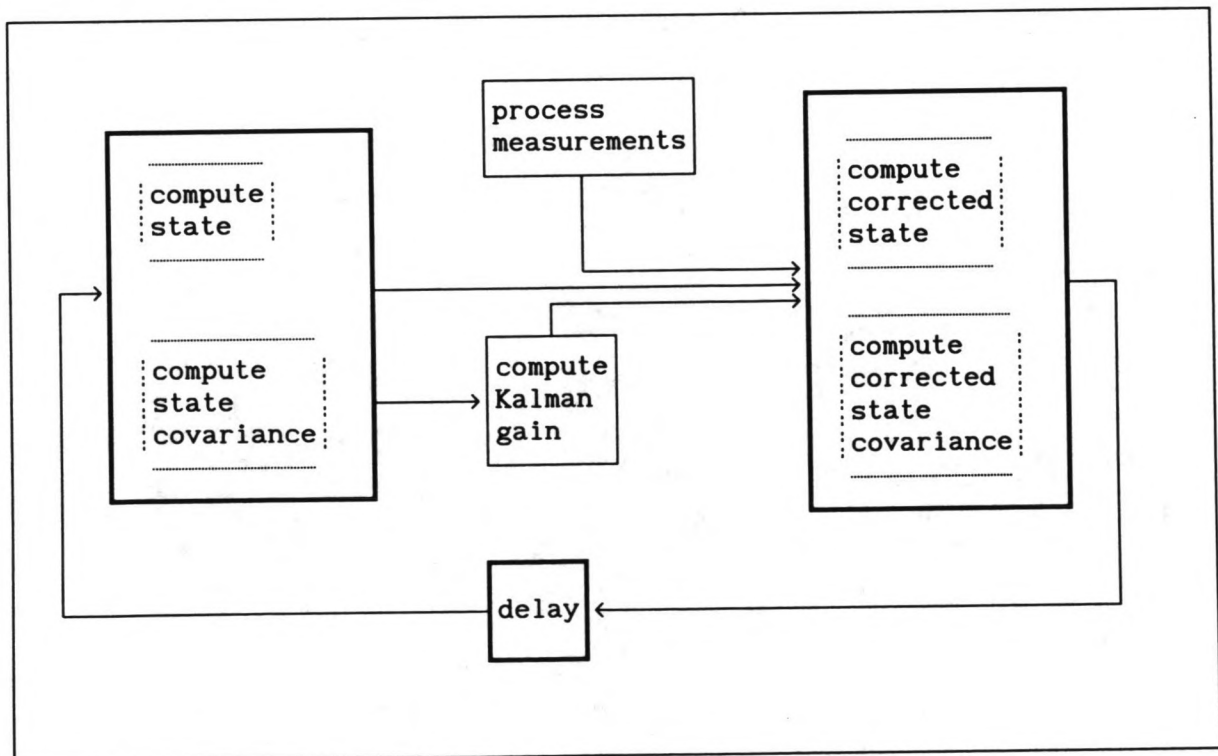 process
measurements
compute
state
compute
state
covariance
compute
Kalman
gain
compute
corrected
state
compute
corrected
state
covariance
delay